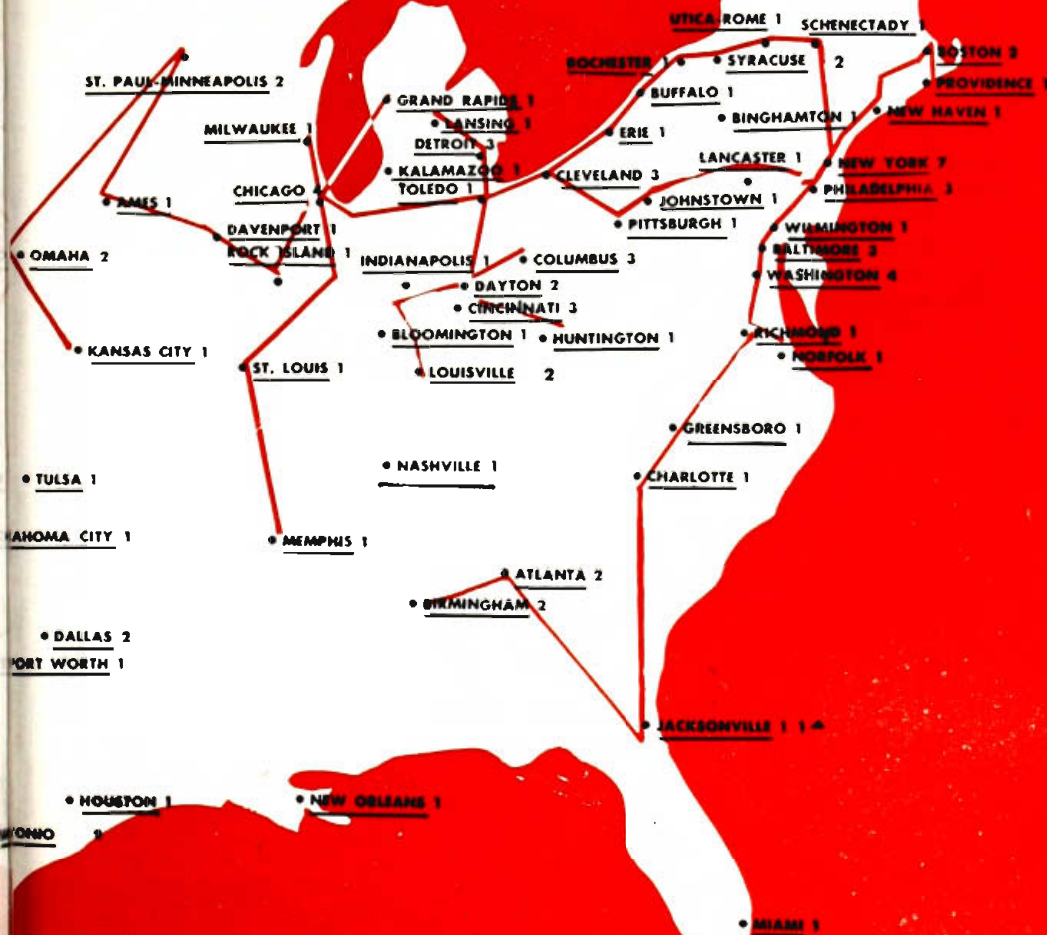 UTICA-ROME 1
SCHENECTADY 1
BOSTON 2
ROCHESTER 1
SYRACUSE 2
ST. PAUL-MINNEAPOLIS 2
PROVIDENCE 1
BUFFALO 1
GRAND RAPIDS 1
NEW HAVEN 1
BINGHAMTON 1
LANSING 1
MILWAUKEE 1
ERIE 1
DETROIT 3
LANCASTER 1
NEW YORK 7
KALAMAZOO 1
CLEVELAND 3
CHICAGO 4
TOLEDO 1
PHILADELPHIA 3
AMES 1
JOHNSTOWN 1
PITTSBURGH 1
WILMINGTON 1
DAVENPORT 1
ROCK ISLAND 1
BALTIMORE 3
OMAHA 2
INDIANAPOLIS 1
COLUMBUS 3
WASHINGTON 4
DAYTON 2
CINCINNATI 3
RICHMOND 1
BLOOMINGTON 1
HUNTINGTON 1
KANSAS CITY 1
NORFOLK 1
ST. LOUIS 1
LOUISVILLE 2
GREENSBORO 1
NASHVILLE 1
CHARLOTTE 1
TULSA 1
AHOMA CITY 1
MEMPHIS 1
ATLANTA 2
BIRMINGHAM 2
DALLAS 2
ORT WORTH 1
JACKSONVILLE 1 1
HOUSTON 1
NEW ORLEANS 1
TONIO
MIAMI